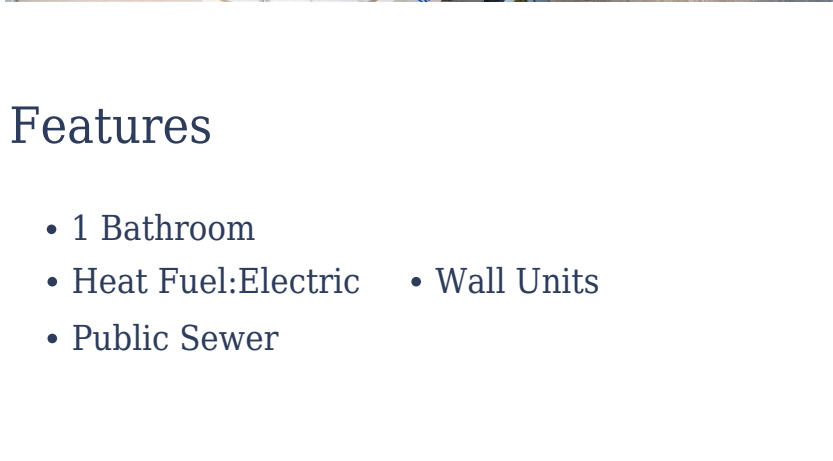 Features
• 1 Bathroom
• Heat Fuel:Electric • Wall Units
• Public Sewer